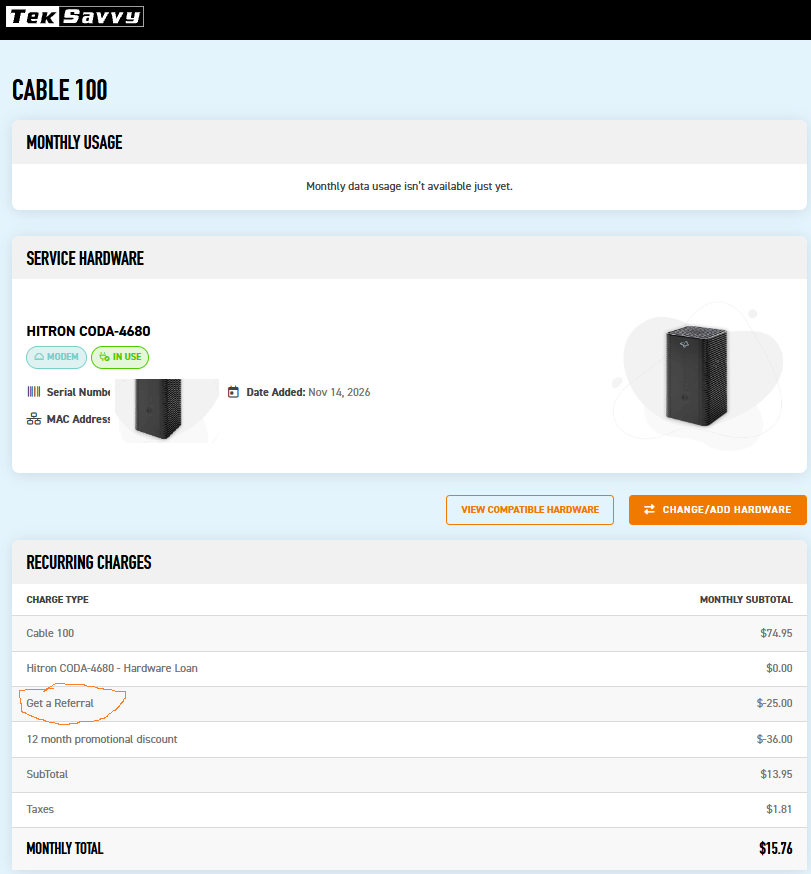 TekSavvy
CABLE 100
MONTHLY USAGE
Monthly data usage isn't available just yet.
SERVICE HARDWARE
HITRON CODA-4680
MODEM IN USE
Serial Date Added: Nov 14, 2026
MAC Address
VIEW COMPATIBLE HARDWARE CHANGE/ADD HARDWARE
RECURRING CHARGES
CHARGE TYPE MONTHLY SUBTOTAL
Cable 100 $74.95
Hitron CODA-4680 - Hardware Loan $0.00
Get a Referral $-25.00
12 month promotional discount $-36.00
SubTotal $13.95
Taxes $1.81
MONTHLY TOTAL $15.76